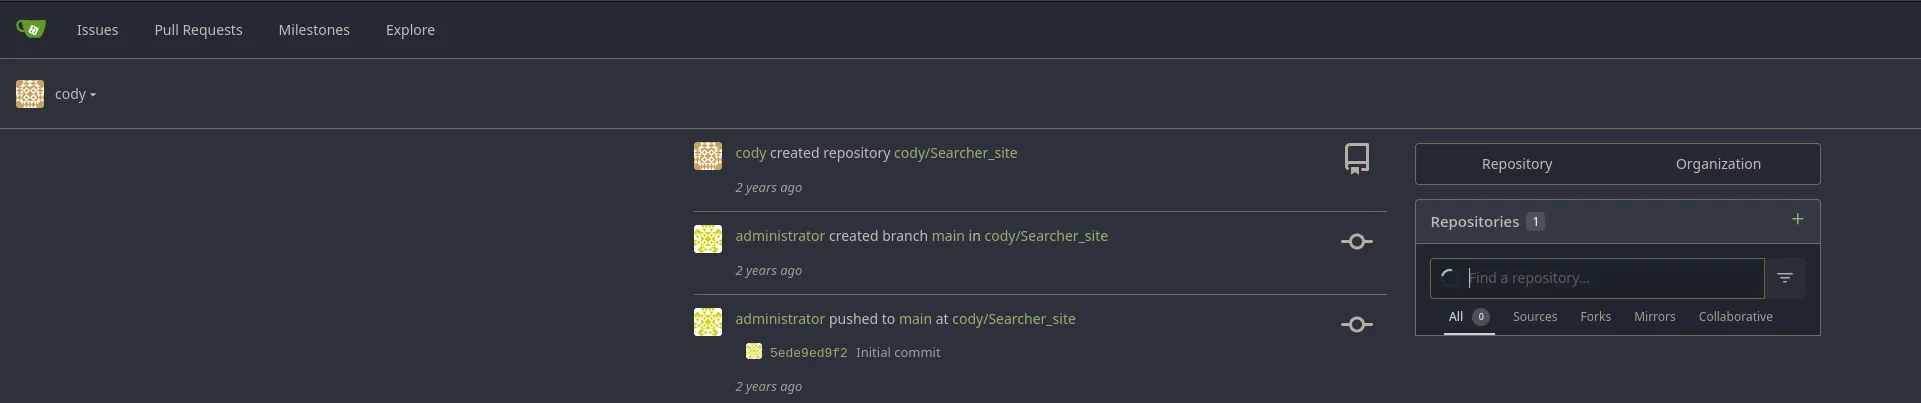 Issues Pull Requests Milestones Explore
cody
cody created repository cody/Searcher_site
2 years ago
administrator created branch main in cody/Searcher_site
2 years ago
administrator pushed to main at cody/Searcher_site
5ede9ed9f2 Initial commit
2 years ago
Repository Organization
Repositories 1 +
Find a repository...
All 0 Sources Forks Mirrors Collaborative